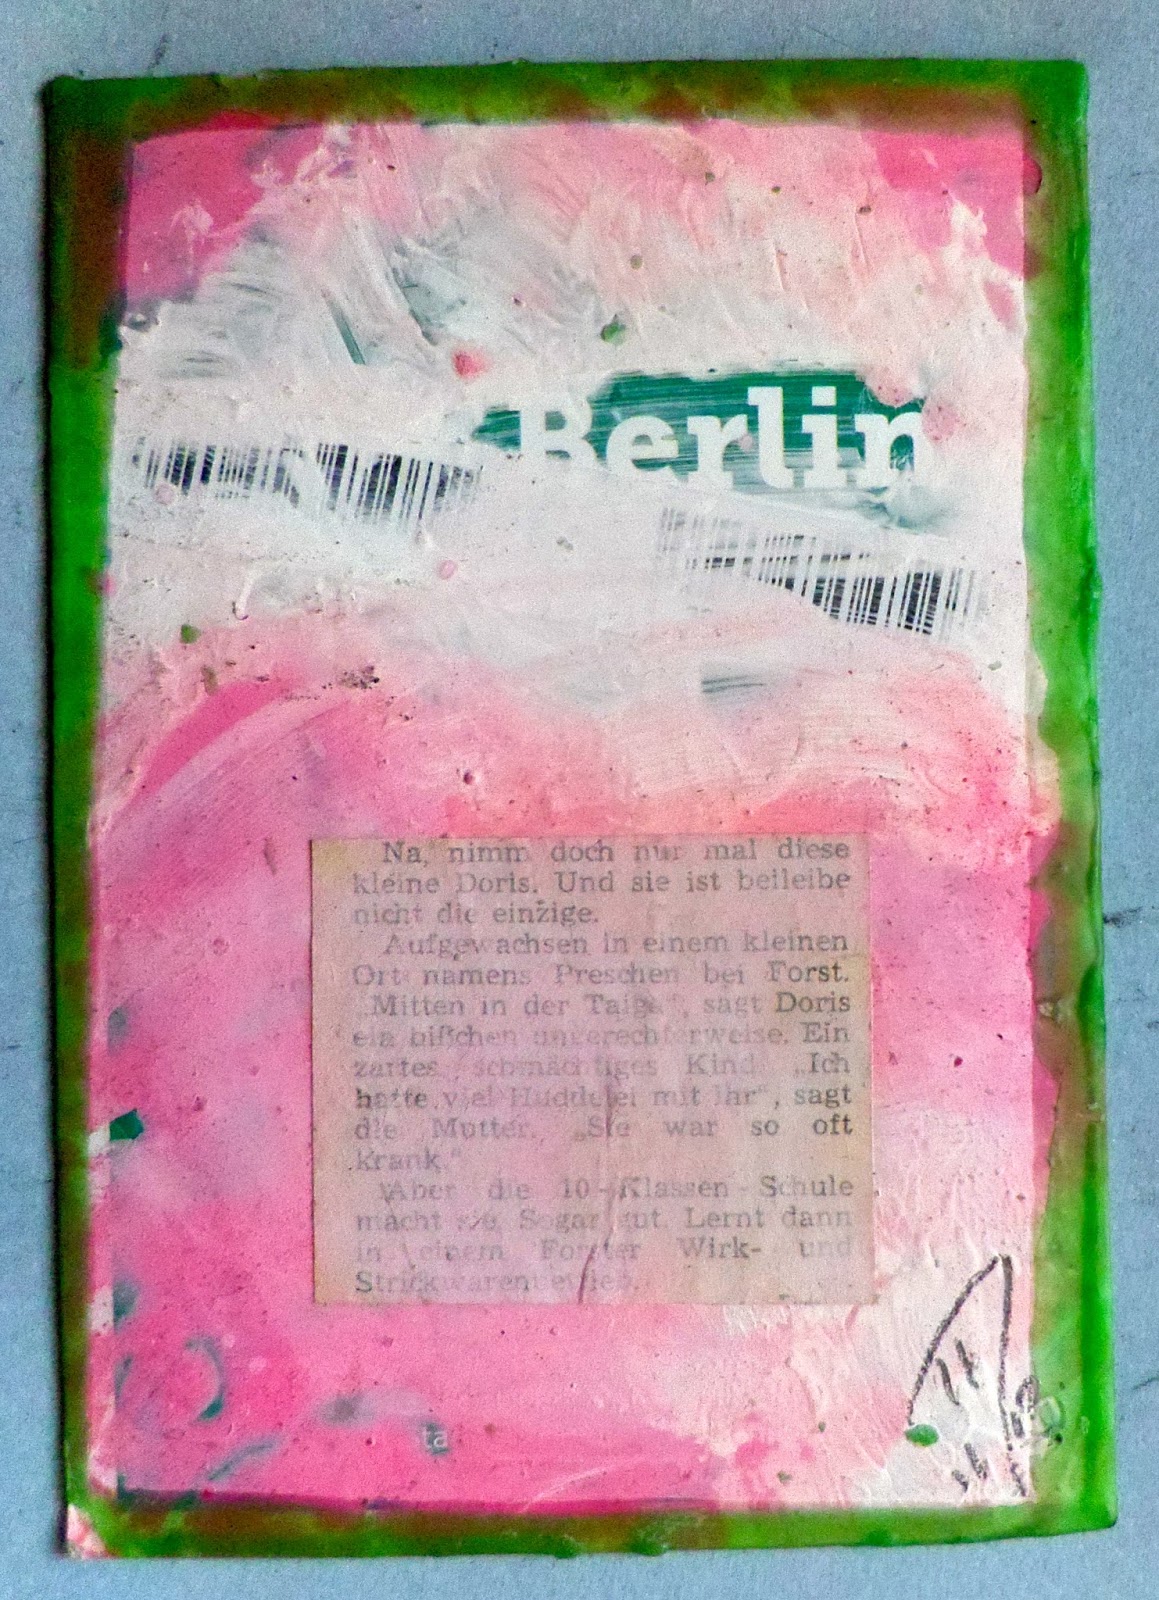 Berlin
Na, nimm doch nur mal diese
kleine Doris. Und sie ist beileibe
nicht die einzige.
Aufgewachsen in einem kleinen
Ort namens Preschen bei Forst.
„Mitten in der Taiga", sagt Doris
ein bißchen ungerechterweise. Ein
zartes, schmächtiges Kind. „Ich
hatte viel Huddelei mit ihr", sagt
die Mutter. „Sie war so oft
krank."
Aber die 10-Klassen-Schule
macht sie. Sogar gut. Lernt dann
in einem Forster Wirk- und
Strickwarenbetrieb.
ta